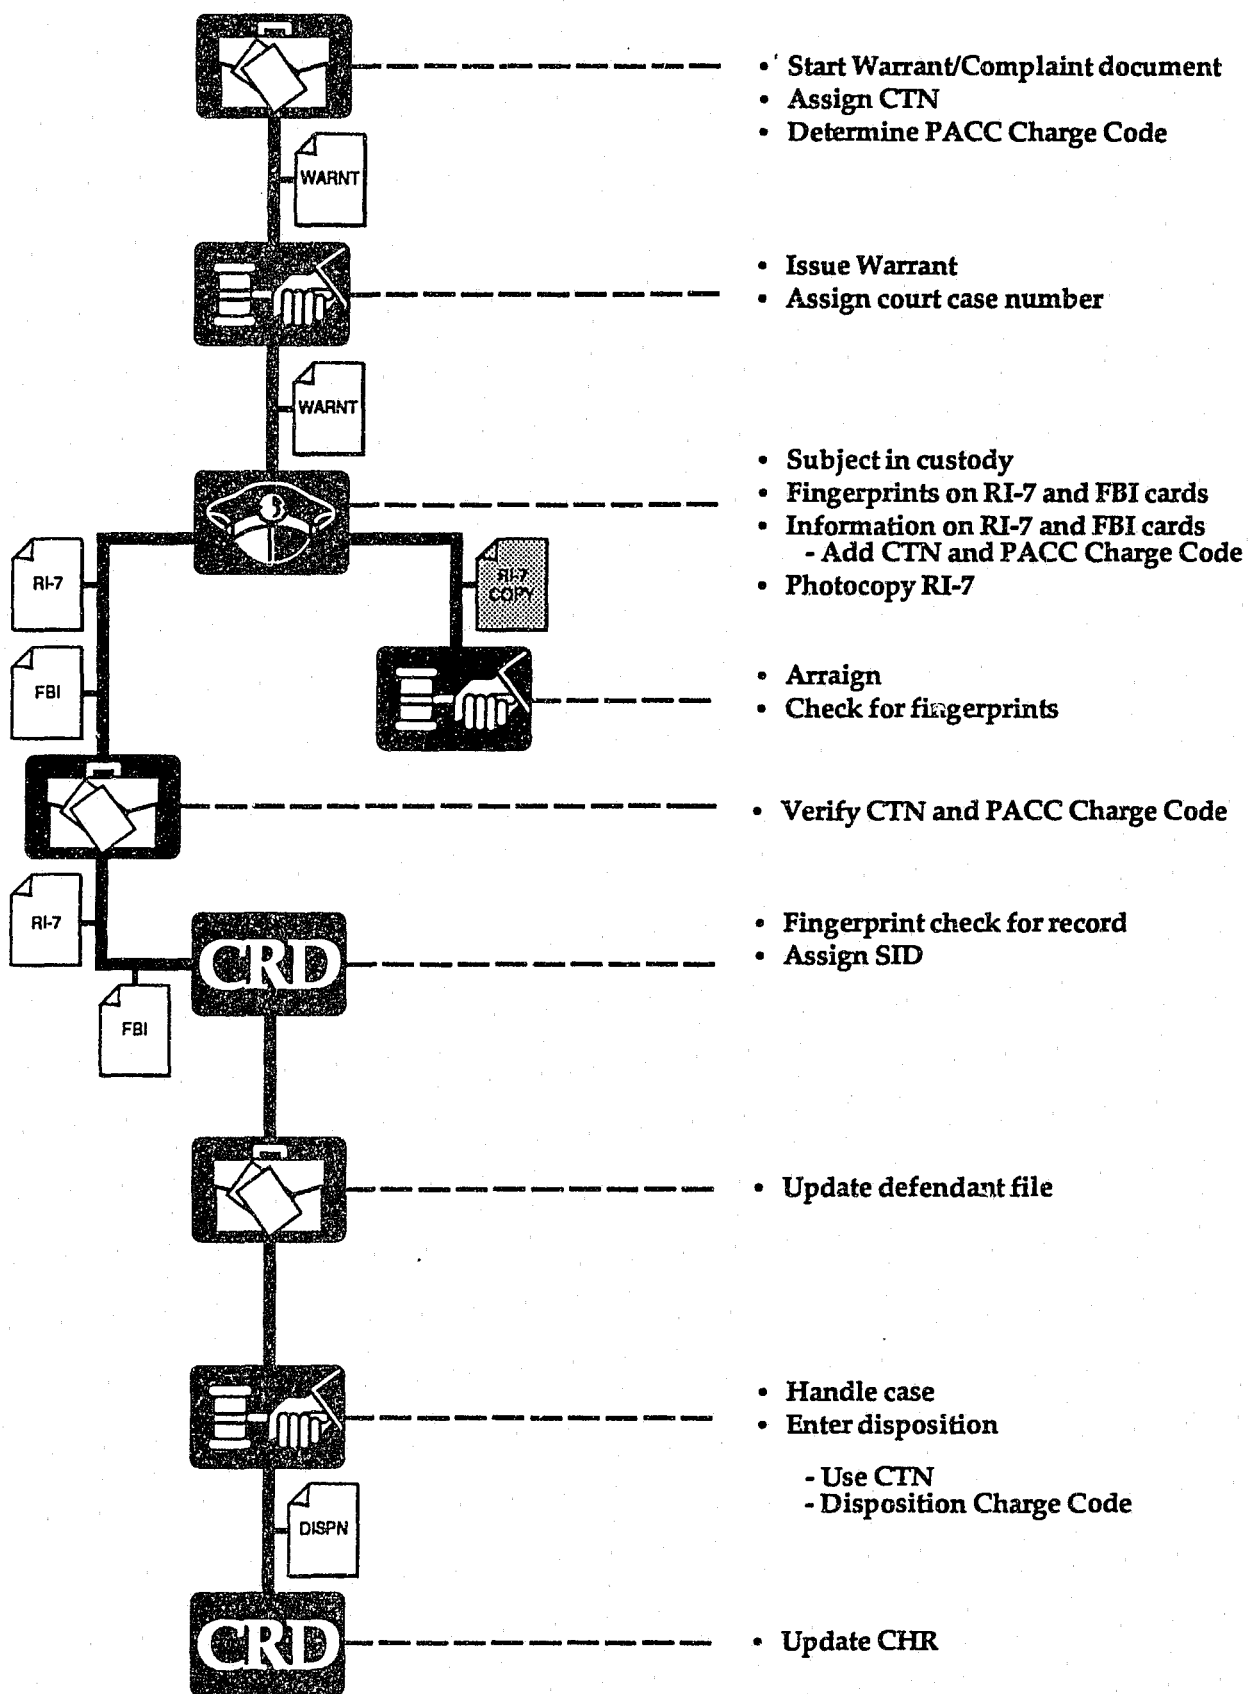 • Start Warrant/Complaint document
• Assign CTN
• Determine PACC Charge Code
WARNT
• Issue Warrant
• Assign court case number
WARNT
• Subject in custody
• Fingerprints on RI-7 and FBI cards
• Information on RI-7 and FBI cards
- Add CTN and PACC Charge Code
• Photocopy RI-7
RI-7
RI-7
COPY
FBI
• Arraign
• Check for fingerprints
• Verify CTN and PACC Charge Code
RI-7
CRD
• Fingerprint check for record
• Assign SID
FBI
• Update defendant file
• Handle case
• Enter disposition
- Use CTN
- Disposition Charge Code
DISPN
CRD
• Update CHR